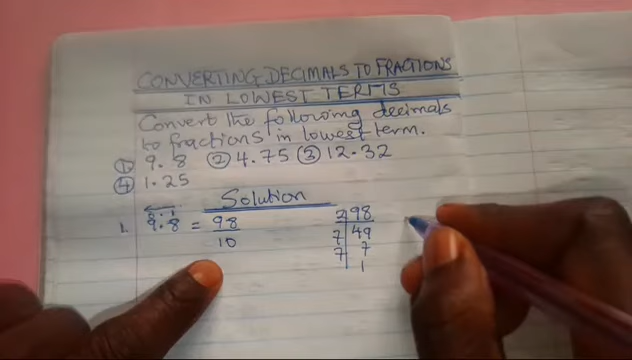 CONVERTING DECIMALS TO FRACTIONS
IN LOWEST TERMS
Convert the following decimals
to fractions in lowest term.
① 9.8 ② 4.75 ③ 12.32
④ 1.25
Solution
1. 9.8 = 98/10
2 | 98
7 | 49
7 | 7
1